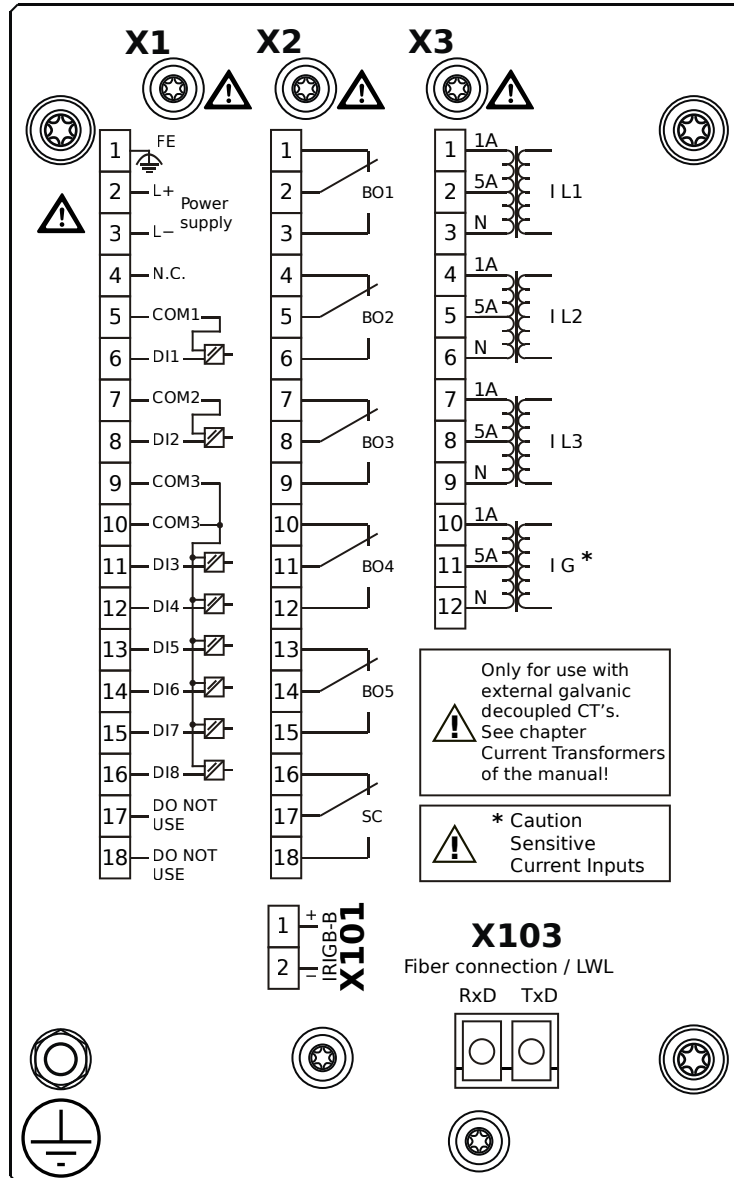 X1
X2
X3
1 FE
2 L+
Power
supply
3 L−
4 N.C.
5 COM1
6 DI1
7 COM2
8 DI2
9 COM3
10 COM3
11 DI3
12 DI4
13 DI5
14 DI6
15 DI7
16 DI8
17 DO NOT
USE
18 DO NOT
USE
1
2 BO1
3
4
5 BO2
6
7
8 BO3
9
10
11 BO4
12
13
14 BO5
15
16
17 SC
18
1 1A
2 5A I L1
3 N
4 1A
5 5A I L2
6 N
7 1A
8 5A I L3
9 N
10 1A
11 5A I G *
12 N
Only for use with
external galvanic
decoupled CT's.
See chapter
Current Transformers
of the manual!
* Caution
Sensitive
Current Inputs
1 +
2 −
IRIGB-B
X101
X103
Fiber connection / LWL
RxD TxD